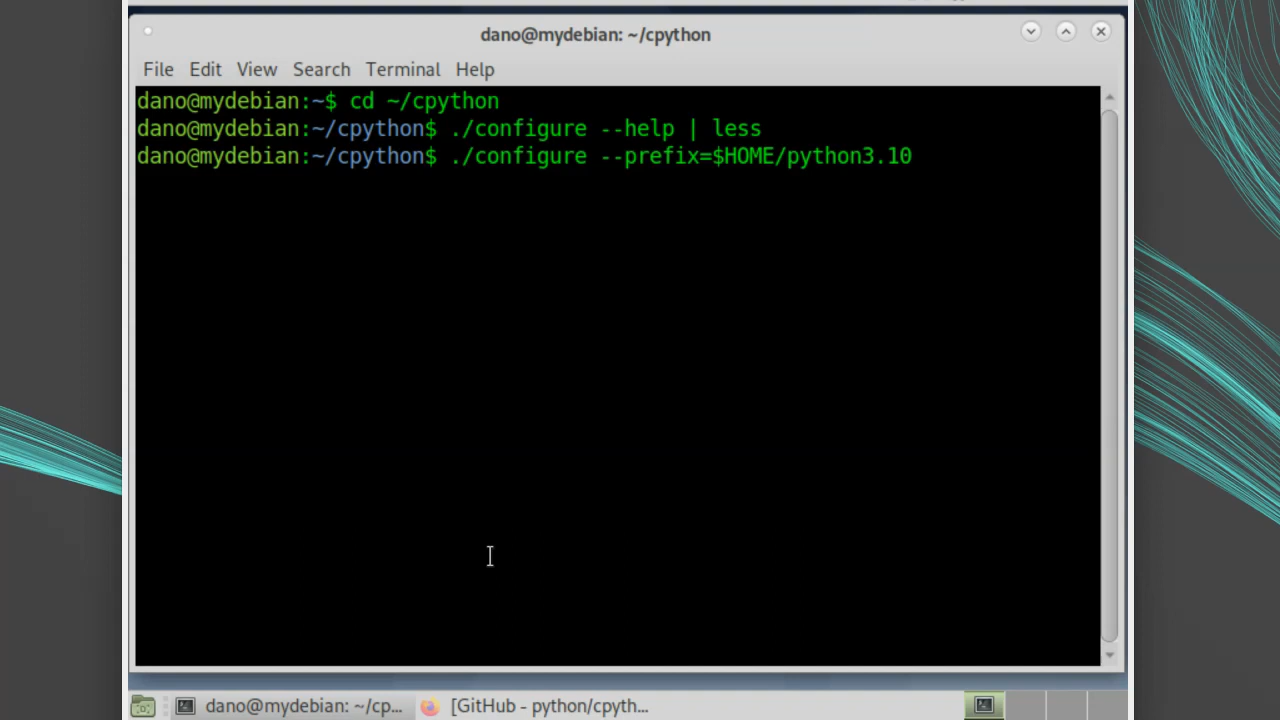 dano@mydebian: ~/cpython
File Edit View Search Terminal Help
dano@mydebian:~$ cd ~/cpython
dano@mydebian:~/cpython$ ./configure --help | less
dano@mydebian:~/cpython$ ./configure --prefix=$HOME/python3.10
dano@mydebian: ~/cp... [GitHub - python/cpyth...